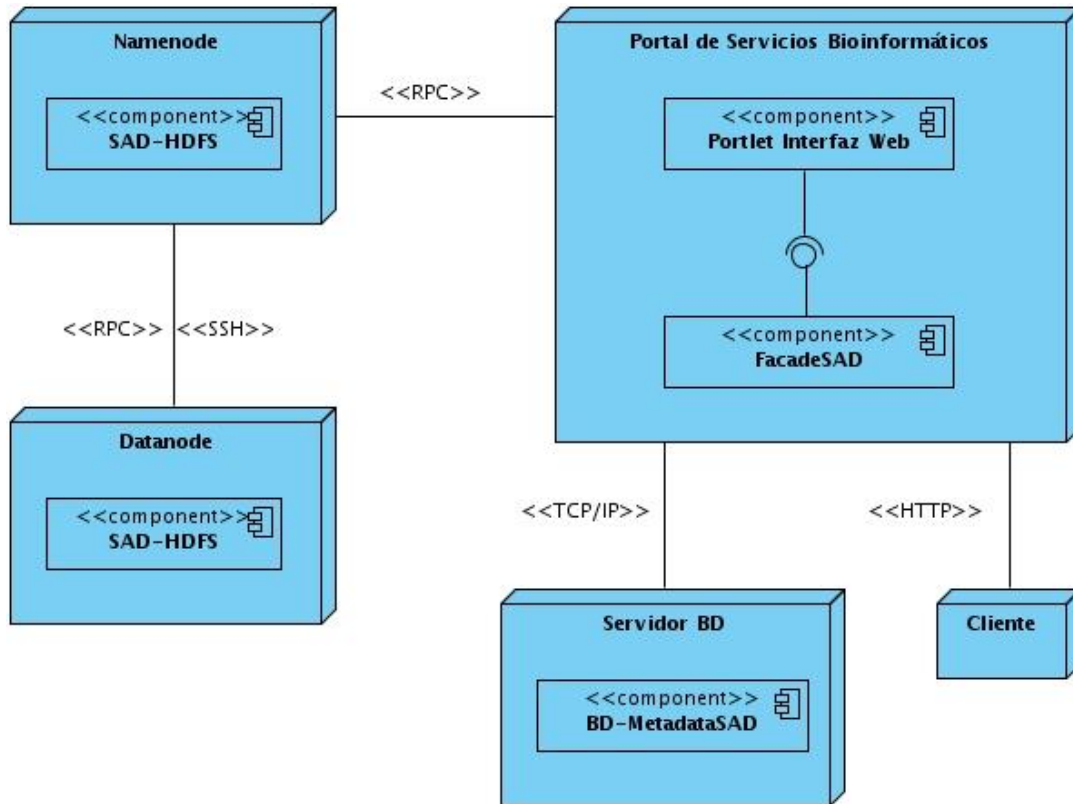 Namenode
<<component>>
SAD-HDFS
<<RPC>>
Portal de Servicios Bioinformáticos
<<component>>
Portlet Interfaz Web
<<component>>
FacadeSAD
<<RPC>>
<<SSH>>
Datanode
<<component>>
SAD-HDFS
<<TCP/IP>>
<<HTTP>>
Servidor BD
<<component>>
BD-MetadataSAD
Cliente